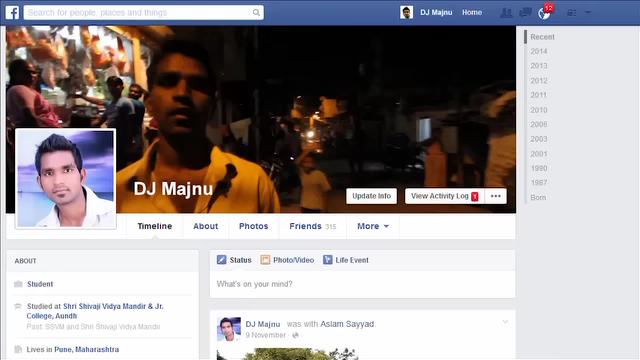 f
Search for people, places and things
DJ Majnu Home
12
DJ Majnu
Update Info
View Activity Log 1
Timeline About Photos Friends 315 More
Recent
2014
2013
2012
2011
2010
2006
2003
2001
1990
1987
Born
ABOUT
Student
Studied at Shri Shivaji Vidya Mandir & Jr.
College, Aundh
Past: SSVM and Shri Shivaji Vidya Mandir
Lives in Pune, Maharashtra
Status Photo/Video Life Event
What's on your mind?
DJ Majnu was with Aslam Sayyad
9 November